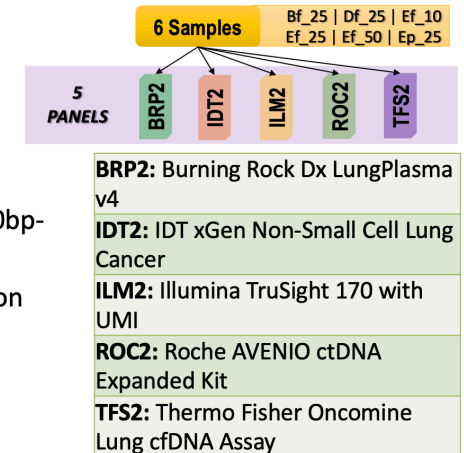 6 Samples
Bf_25 | Df_25 | Ef_10
Ef_25 | Ef_50 | Ep_25
5
PANELS
BRP2
IDT2
ILM2
ROC2
TFS2
0bp-
on
BRP2: Burning Rock Dx LungPlasma
v4
IDT2: IDT xGen Non-Small Cell Lung
Cancer
ILM2: Illumina TruSight 170 with
UMI
ROC2: Roche AVENIO ctDNA
Expanded Kit
TFS2: Thermo Fisher Oncomine
Lung cfDNA Assay